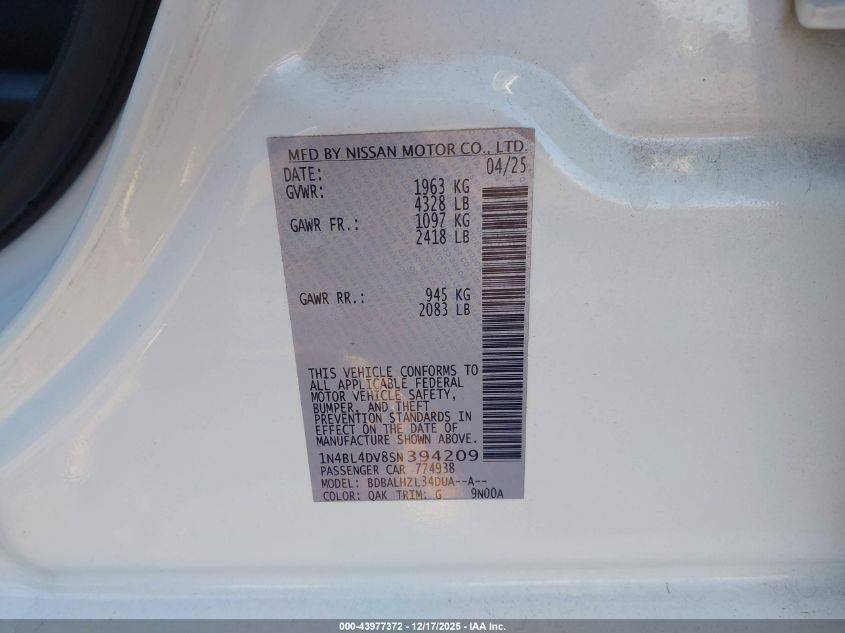 MFD BY NISSAN MOTOR CO., LTD.
DATE: 04/25
GVWR: 1963 KG
4328 LB
GAWR FR.: 1097 KG
2418 LB
GAWR RR.: 945 KG
2083 LB
THIS VEHICLE CONFORMS TO
ALL APPLICABLE FEDERAL
MOTOR VEHICLE SAFETY,
BUMPER, AND THEFT
PREVENTION STANDARDS IN
EFFECT ON THE DATE OF
MANUFACTURE SHOWN ABOVE.
1N4BL4DV8SN394209
PASSENGER CAR 774938
MODEL: BDBALHZL34DUA--A--
COLOR: QAK TRIM: G 9N00A
000-43977372 | 12/17/2025 | IAA Inc.